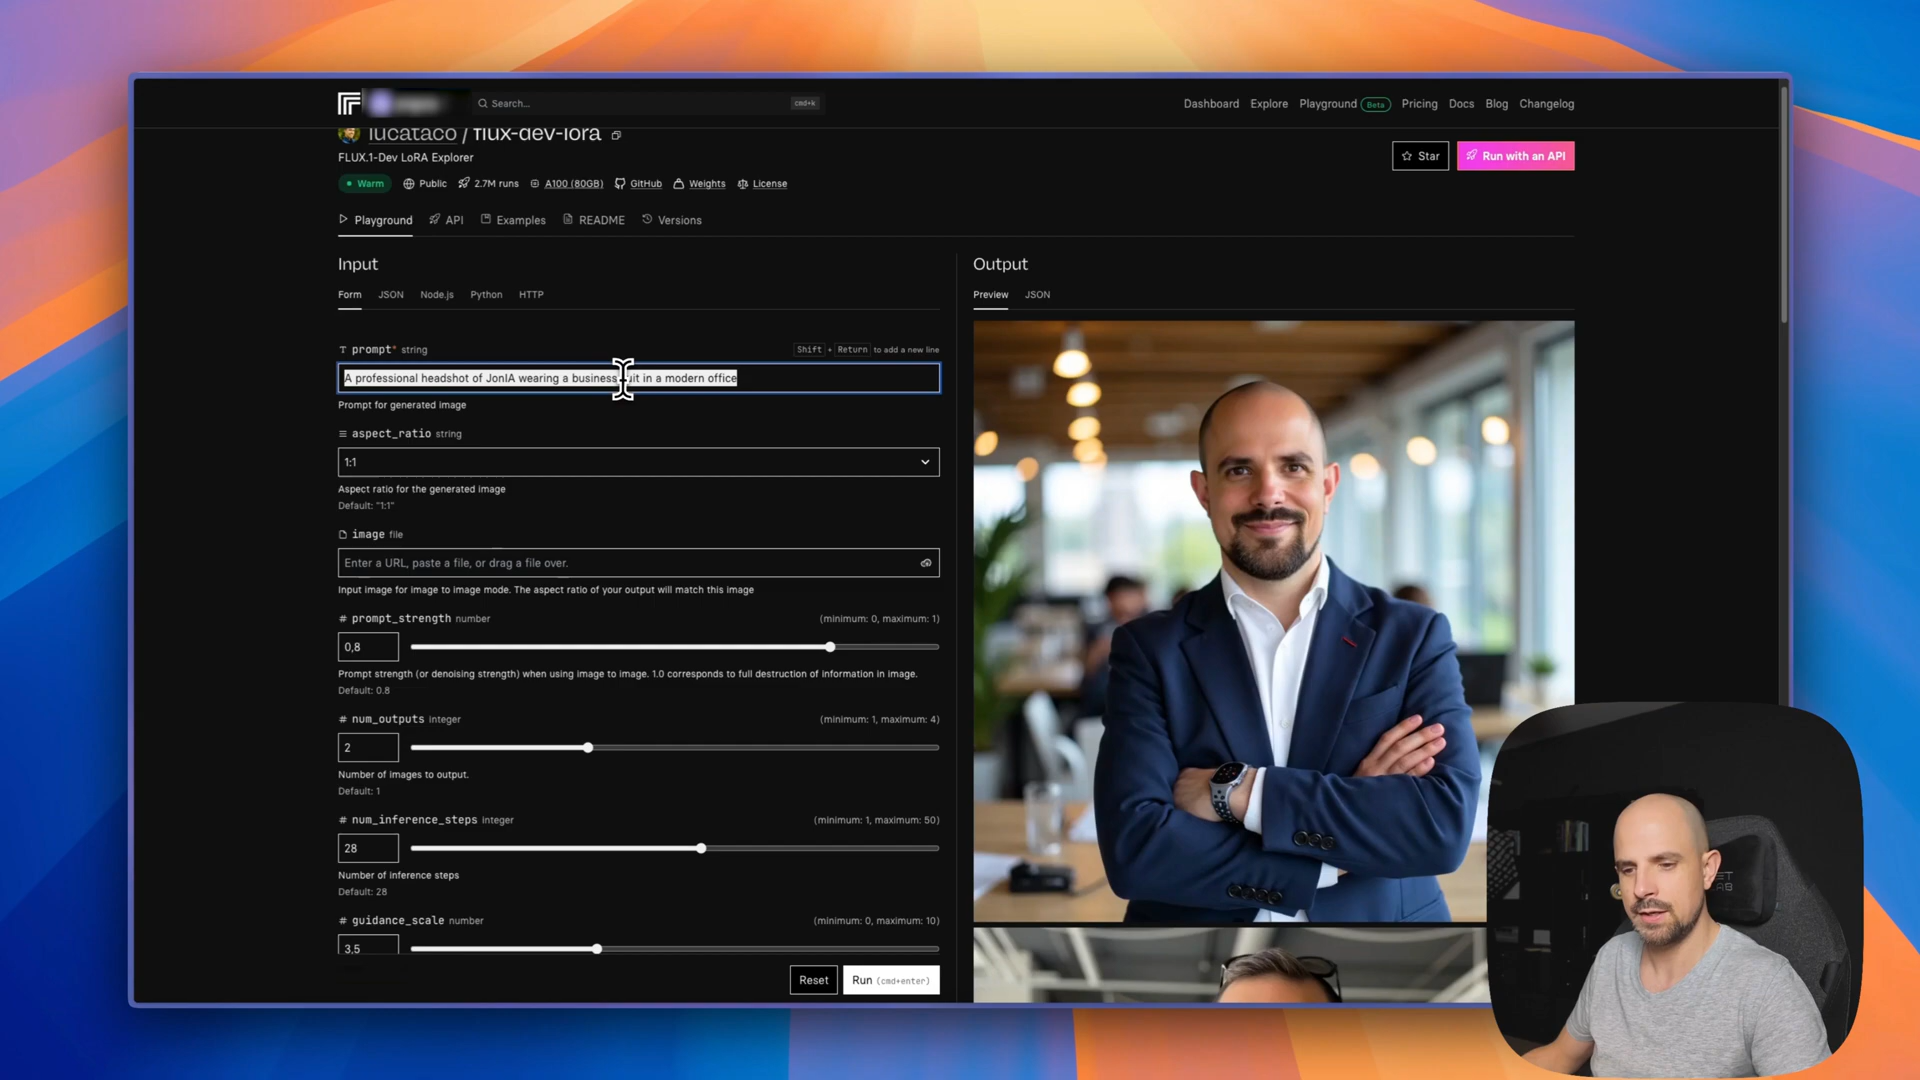 Search...
cmd+k
Dashboard
Explore
Playground
Beta
Pricing
Docs
Blog
Changelog
lucataco / flux-dev-lora
FLUX.1-Dev LoRA Explorer
Star
Run with an API
Warm
Public
2.7M runs
A100 (80GB)
GitHub
Weights
License
Playground
API
Examples
README
Versions
Input
Form
JSON
Node.js
Python
HTTP
prompt* string
Shift + Return to add a new line
A professional headshot of JonIA wearing a business suit in a modern office
Prompt for generated image
aspect_ratio string
1:1
Aspect ratio for the generated image
Default: "1:1"
image file
Enter a URL, paste a file, or drag a file over.
Input image for image to image mode. The aspect ratio of your output will match this image
# prompt_strength number
(minimum: 0, maximum: 1)
0,8
Prompt strength (or denoising strength) when using image to image. 1.0 corresponds to full destruction of information in image.
Default: 0.8
# num_outputs integer
(minimum: 1, maximum: 4)
2
Number of images to output.
Default: 1
# num_inference_steps integer
(minimum: 1, maximum: 50)
28
Number of inference steps
Default: 28
# guidance_scale number
(minimum: 0, maximum: 10)
3,5
Reset
Run (cmd+enter)
Output
Preview
JSON